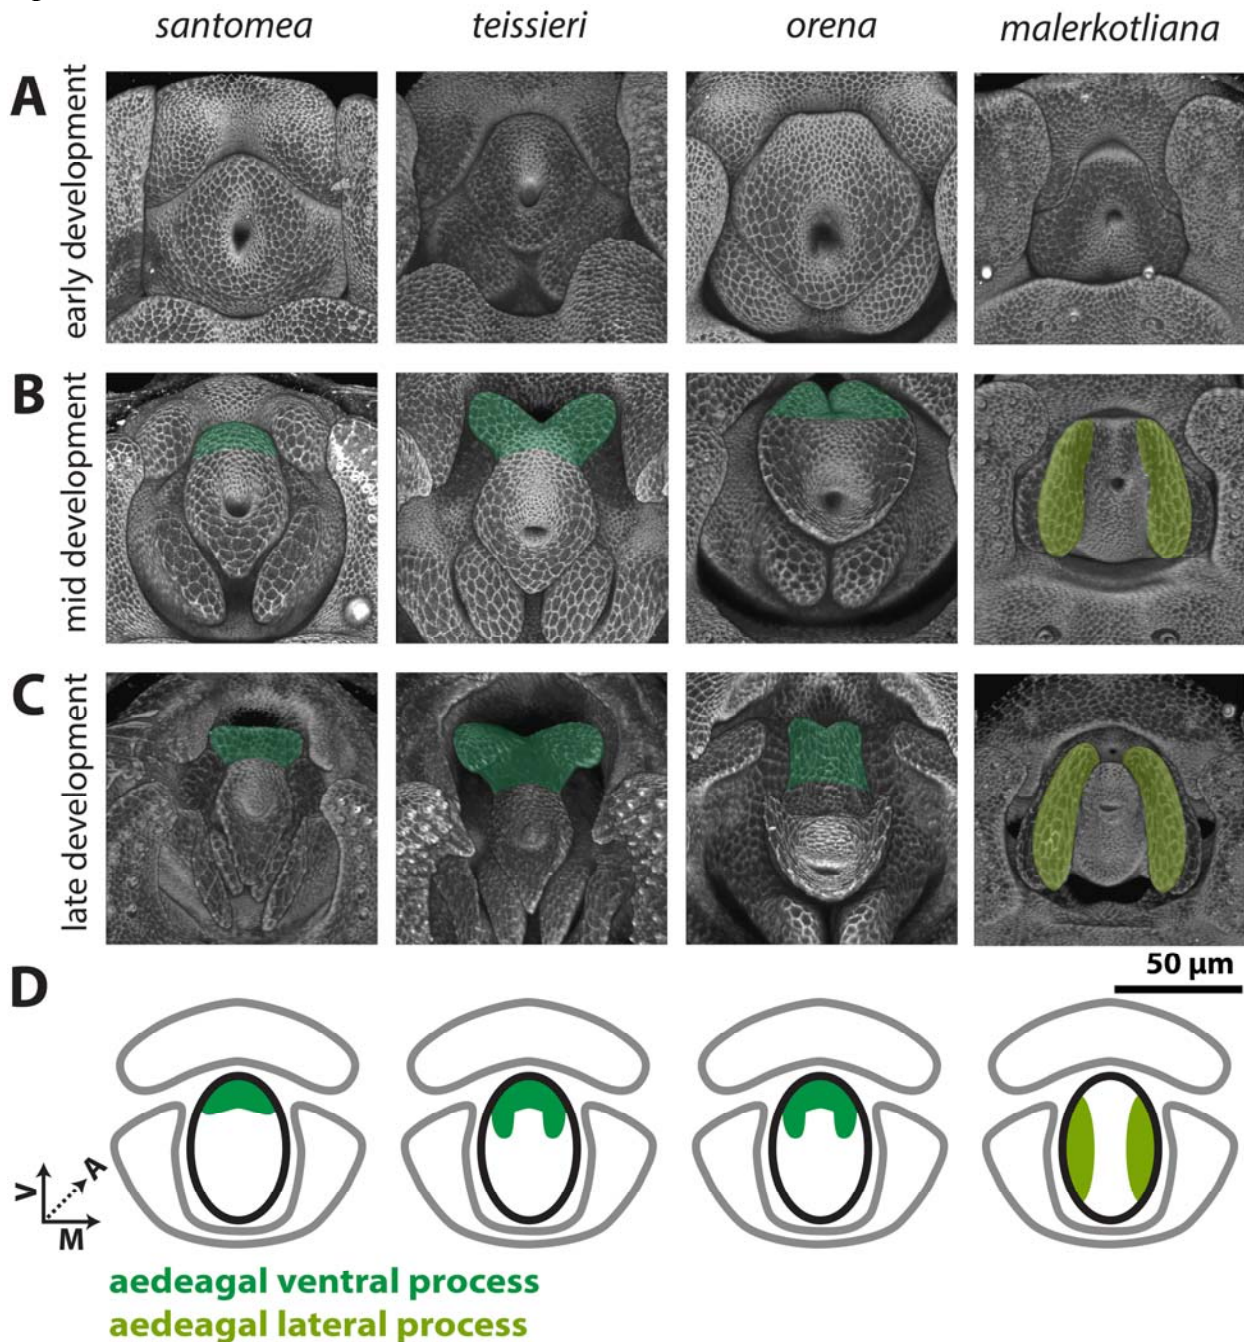 santomea teissieri orena malerkotliana
A
early development
B
mid development
C
late development
50 µm
D
V A
M
aedeagal ventral process
aedeagal lateral process